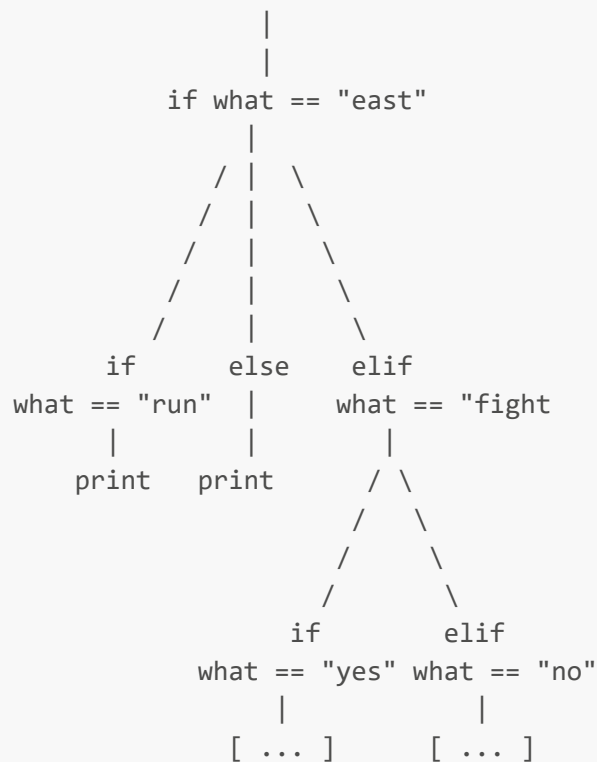 |
|
if what == "east"
|
/ | \
/ | \
/ | \
/ | \
/ | \
if else elif
what == "run" | what == "fight
| | |
print print / \
/ \
/ \
/ \
if elif
what == "yes" what == "no"
| |
[ ... ] [ ... ]